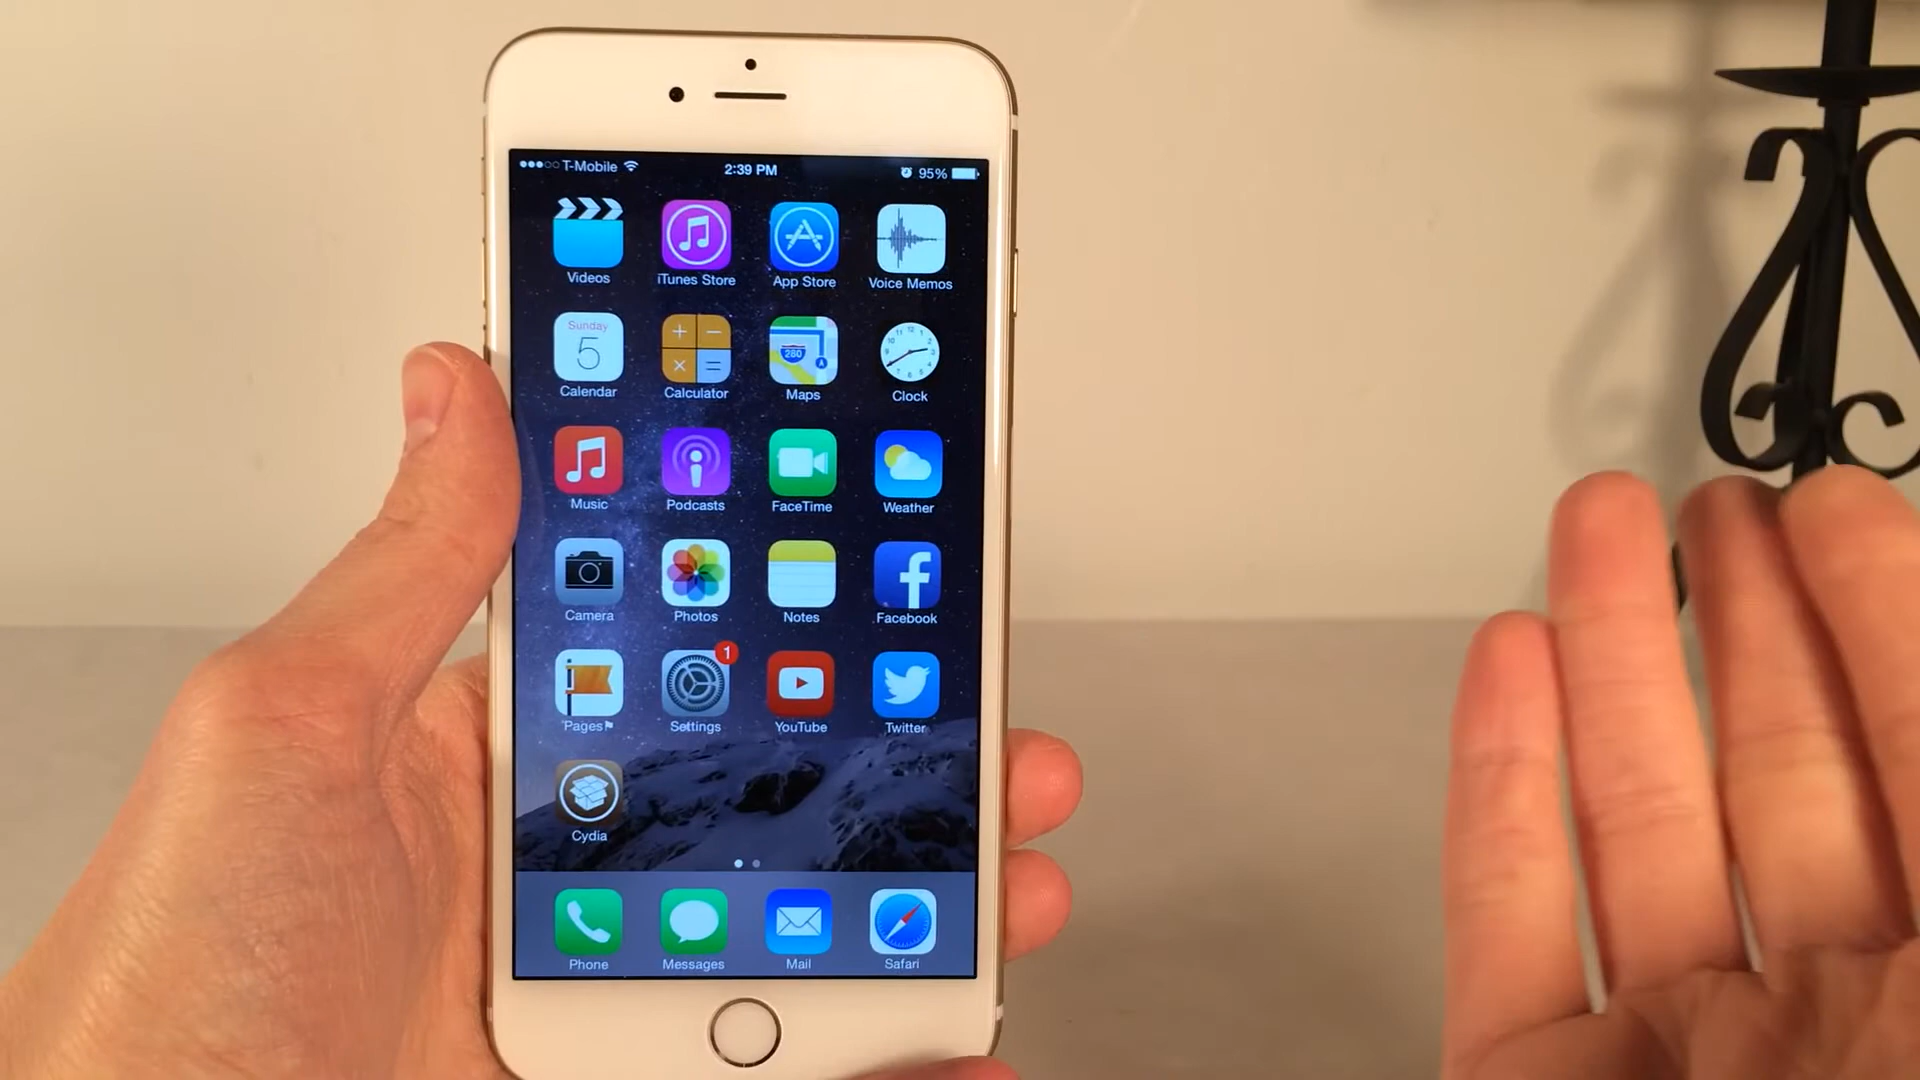 T-Mobile 2:39 PM 95%
Videos iTunes Store App Store Voice Memos
Sunday
5
280
Calendar Calculator Maps Clock
Music Podcasts FaceTime Weather
Camera Photos Notes Facebook
1
Pages Settings YouTube Twitter
Cydia
Phone Messages Mail Safari